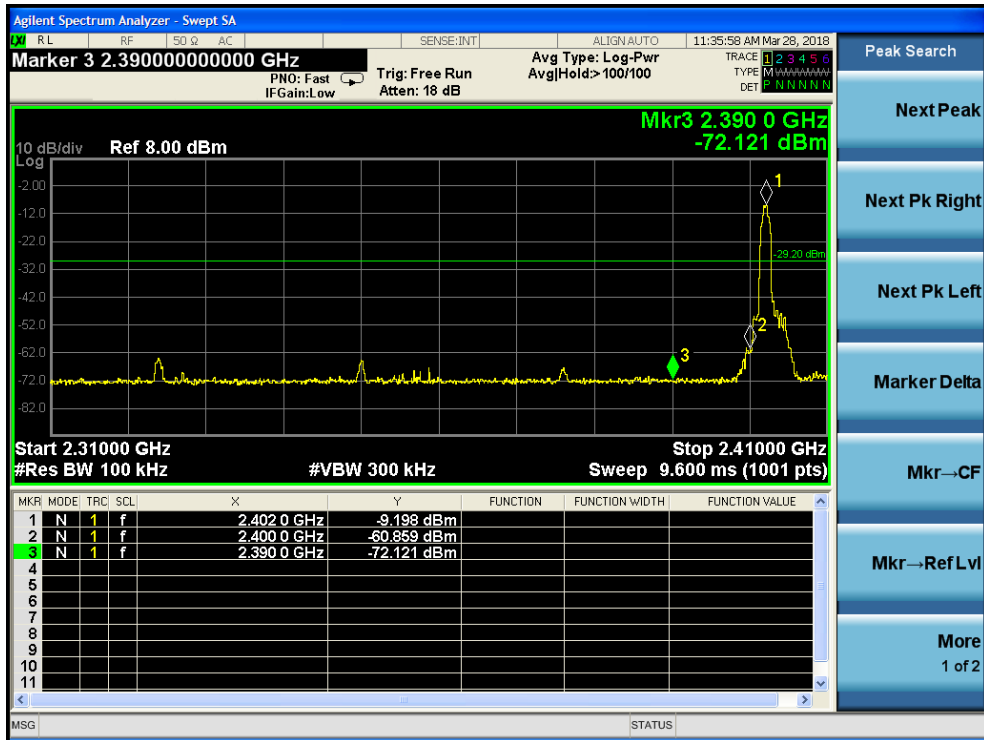 Agilent Spectrum Analyzer - Swept SA
LXI RL RF 50 Ω AC SENSE:INT ALIGN AUTO 11:35:58 AM Mar 28, 2018
Marker 3 2.390000000000 GHz
PNO: Fast
IFGain:Low
Trig: Free Run
Atten: 18 dB
Avg Type: Log-Pwr
Avg|Hold:>100/100
TRACE 1 2 3 4 5 6
TYPE M
DET P N N N N N
Mkr3 2.390 0 GHz
-72.121 dBm
10 dB/div Ref 8.00 dBm
Log
-2.00
-12.0
-22.0
-32.0
-42.0
-52.0
-62.0
-72.0
-82.0
1
-29.20 dBm
2
3
Start 2.31000 GHz Stop 2.41000 GHz
#Res BW 100 kHz #VBW 300 kHz Sweep 9.600 ms (1001 pts)
MKR MODE TRC SCL X Y FUNCTION FUNCTION WIDTH FUNCTION VALUE
1 N 1 f 2.402 0 GHz -9.198 dBm
2 N 1 f 2.400 0 GHz -60.859 dBm
3 N 1 f 2.390 0 GHz -72.121 dBm
4
5
6
7
8
9
10
11
MSG STATUS
Peak Search
Next Peak
Next Pk Right
Next Pk Left
Marker Delta
Mkr→CF
Mkr→Ref Lvl
More
1 of 2